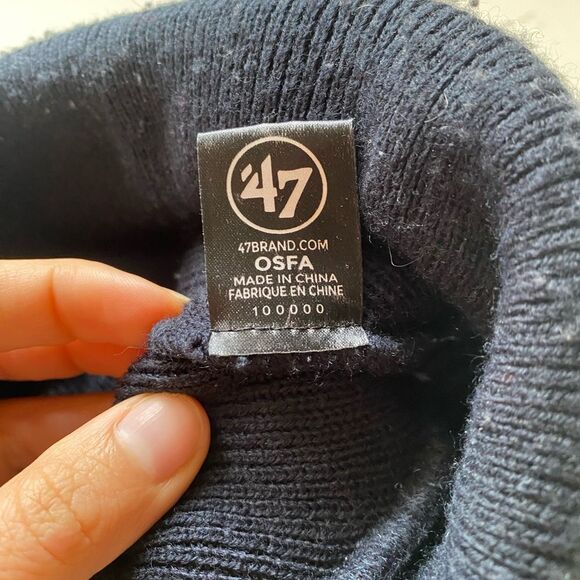 '47
47BRAND.COM
OSFA
MADE IN CHINA
FABRIQUE EN CHINE
100000